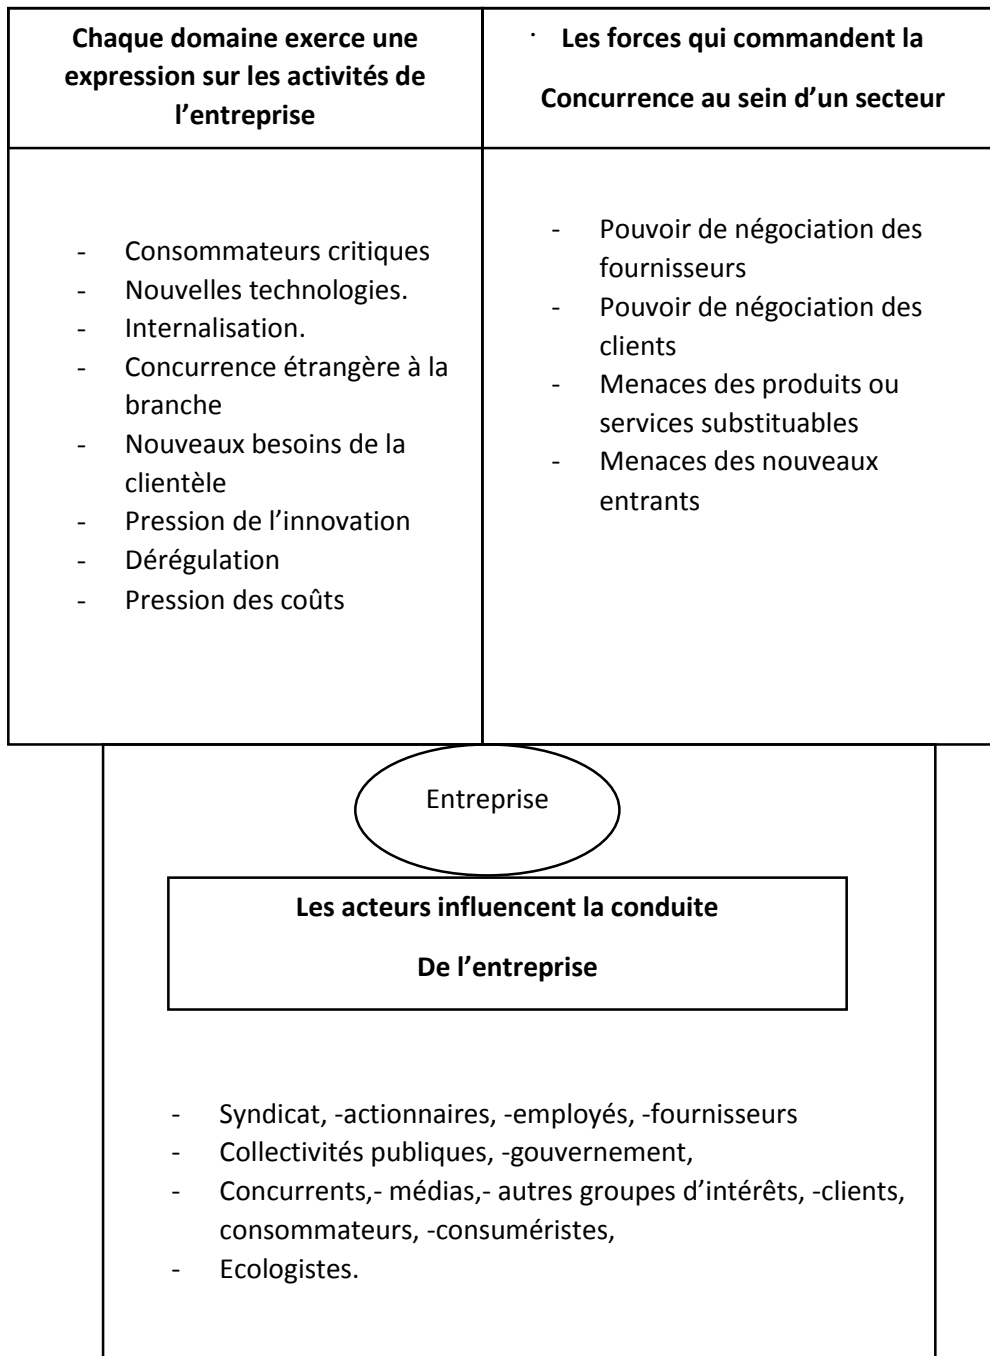 Chaque domaine exerce une
expression sur les activités de
l’entreprise
· Les forces qui commandent la
Concurrence au sein d’un secteur
- Consommateurs critiques
- Nouvelles technologies.
- Internalisation.
- Concurrence étrangère à la
branche
- Nouveaux besoins de la
clientèle
- Pression de l’innovation
- Dérégulation
- Pression des coûts
- Pouvoir de négociation des
fournisseurs
- Pouvoir de négociation des
clients
- Menaces des produits ou
services substituables
- Menaces des nouveaux
entrants
Entreprise
Les acteurs influencent la conduite
De l’entreprise
- Syndicat, -actionnaires, -employés, -fournisseurs
- Collectivités publiques, -gouvernement,
- Concurrents,- médias,- autres groupes d’intérêts, -clients,
consommateurs, -consuméristes,
- Ecologistes.